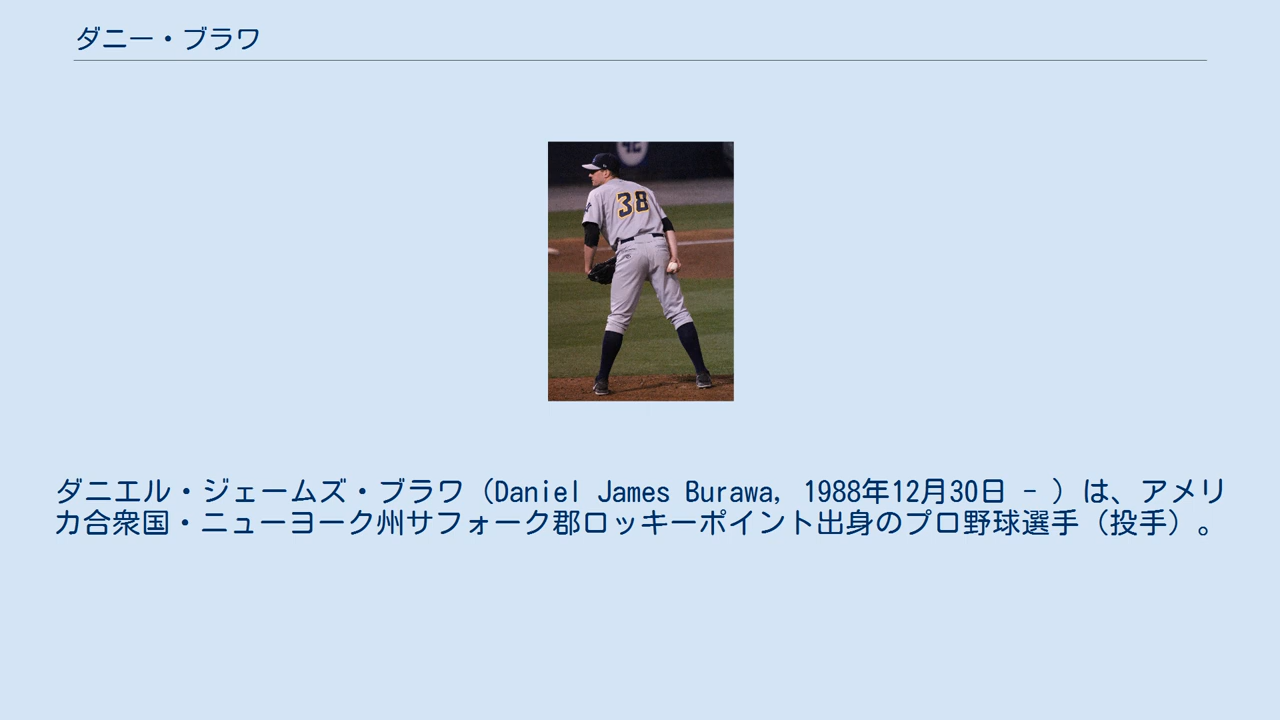 ダニー・ブラワ
42
38
ダニエル・ジェームズ・ブラワ（Daniel James Burawa, 1988年12月30日 - ）は、アメリ
カ合衆国・ニューヨーク州サフォーク郡ロッキーポイント出身のプロ野球選手（投手）。